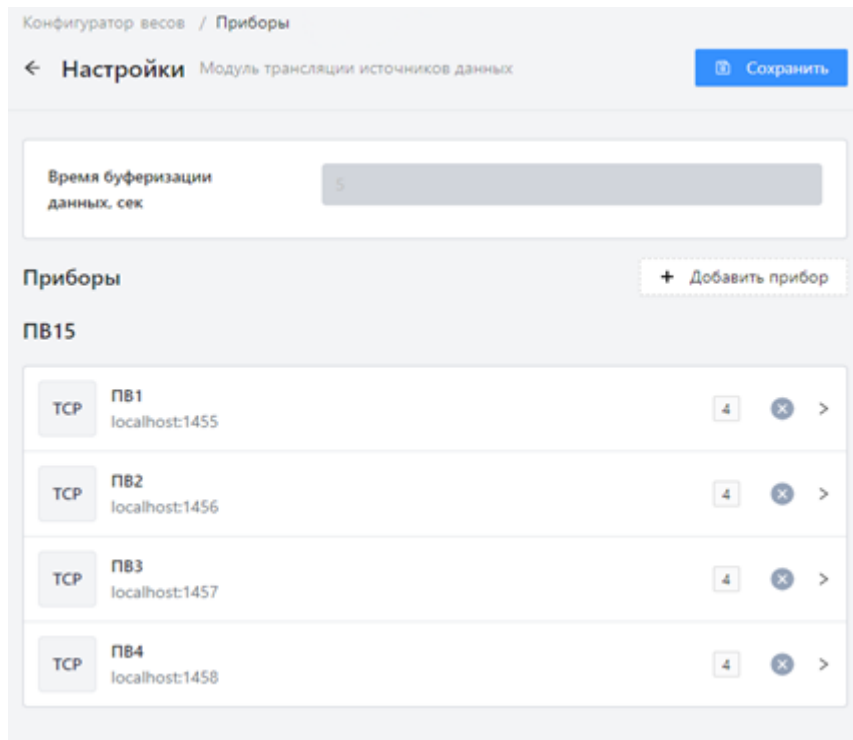 Конфигуратор весов / Приборы
← Настройки Модуль трансляции источников данных
Сохранить
Время буферизации
данных, сек
5
Приборы
+ Добавить прибор
ПВ15
TCP
ПВ1
localhost:1455
4
>
TCP
ПВ2
localhost:1456
4
>
TCP
ПВ3
localhost:1457
4
>
TCP
ПВ4
localhost:1458
4
>